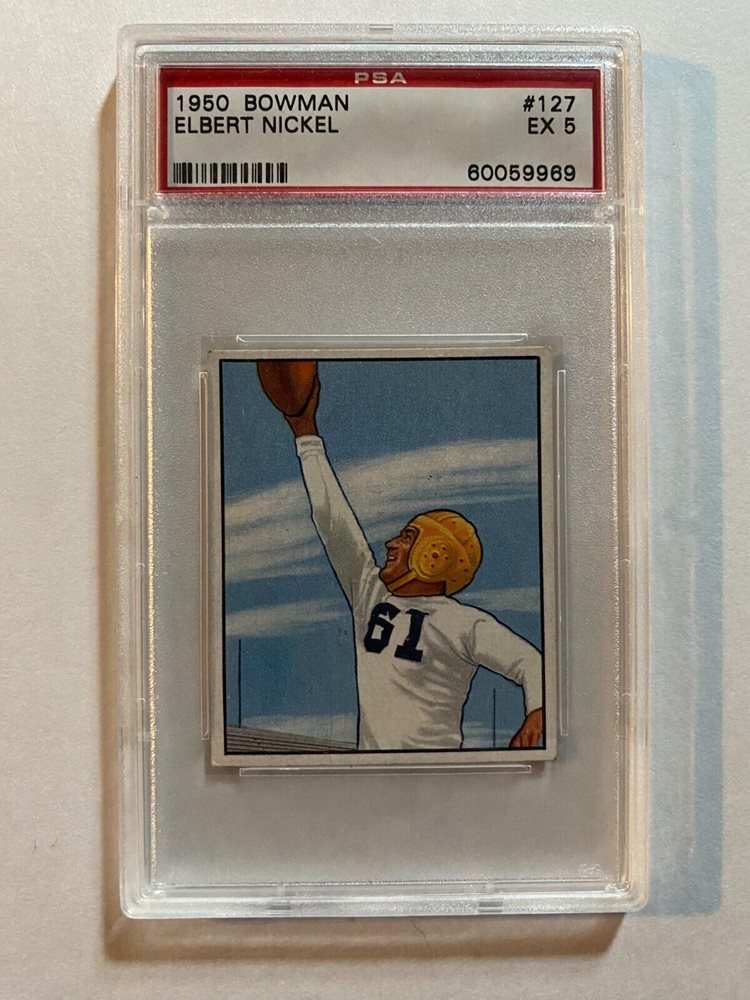 PSA
1950 BOWMAN #127
ELBERT NICKEL EX 5
60059969
61